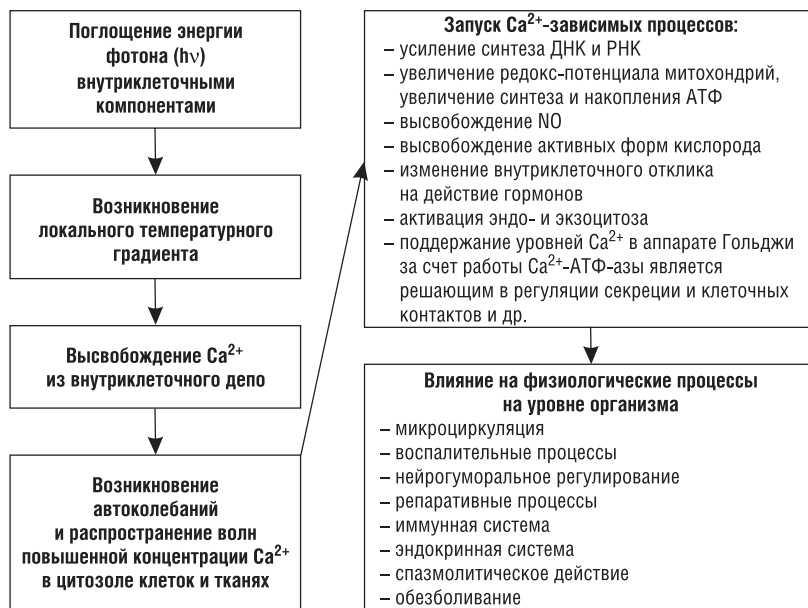 Поглощение энергии
фотона (hν)
внутриклеточными
компонентами
Возникновение
локального температурного
градиента
Высвобождение Ca²⁺
из внутриклеточного депо
Возникновение
автоколебаний
и распространение волн
повышенной концентрации Ca²⁺
в цитозоле клеток и тканях
Запуск Ca²⁺-зависимых процессов:
– усиление синтеза ДНК и РНК
– увеличение редокс-потенциала митохондрий,
увеличение синтеза и накопления АТФ
– высвобождение NO
– высвобождение активных форм кислорода
– изменение внутриклеточного отклика
на действие гормонов
– активация эндо- и экзоцитоза
– поддержание уровней Ca²⁺ в аппарате Гольджи
за счет работы Ca²⁺-АТФ-азы является
решающим в регуляции секреции и клеточных
контактов и др.
Влияние на физиологические процессы
на уровне организма
– микроциркуляция
– воспалительные процессы
– нейрогуморальное регулирование
– репаративные процессы
– иммунная система
– эндокринная система
– спазмолитическое действие
– обезболивание